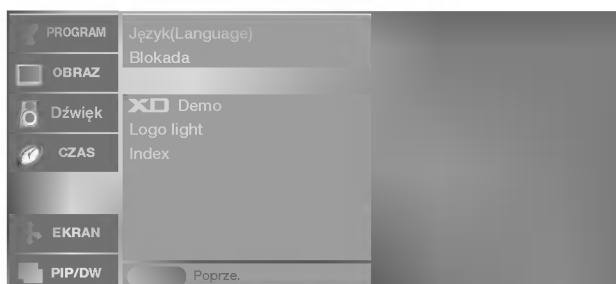 PROGRAM
OBRAZ
Dźwięk
CZAS
EKRAN
PIP/DW
Język(Language)
Blokada
XD Demo
Logo light
Index
Poprze.